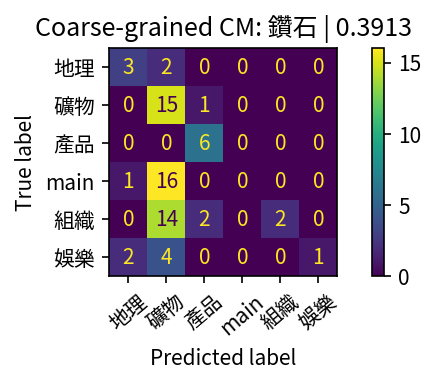 Coarse-grained CM: 鑽石 | 0.3913
True label
地理 3 2 0 0 0 0
礦物 0 15 1 0 0 0
產品 0 0 6 0 0 0
main 1 16 0 0 0 0
組織 0 14 2 0 2 0
娛樂 2 4 0 0 0 1
地理 礦物 產品 main 組織 娛樂
Predicted label
15
10
5
0